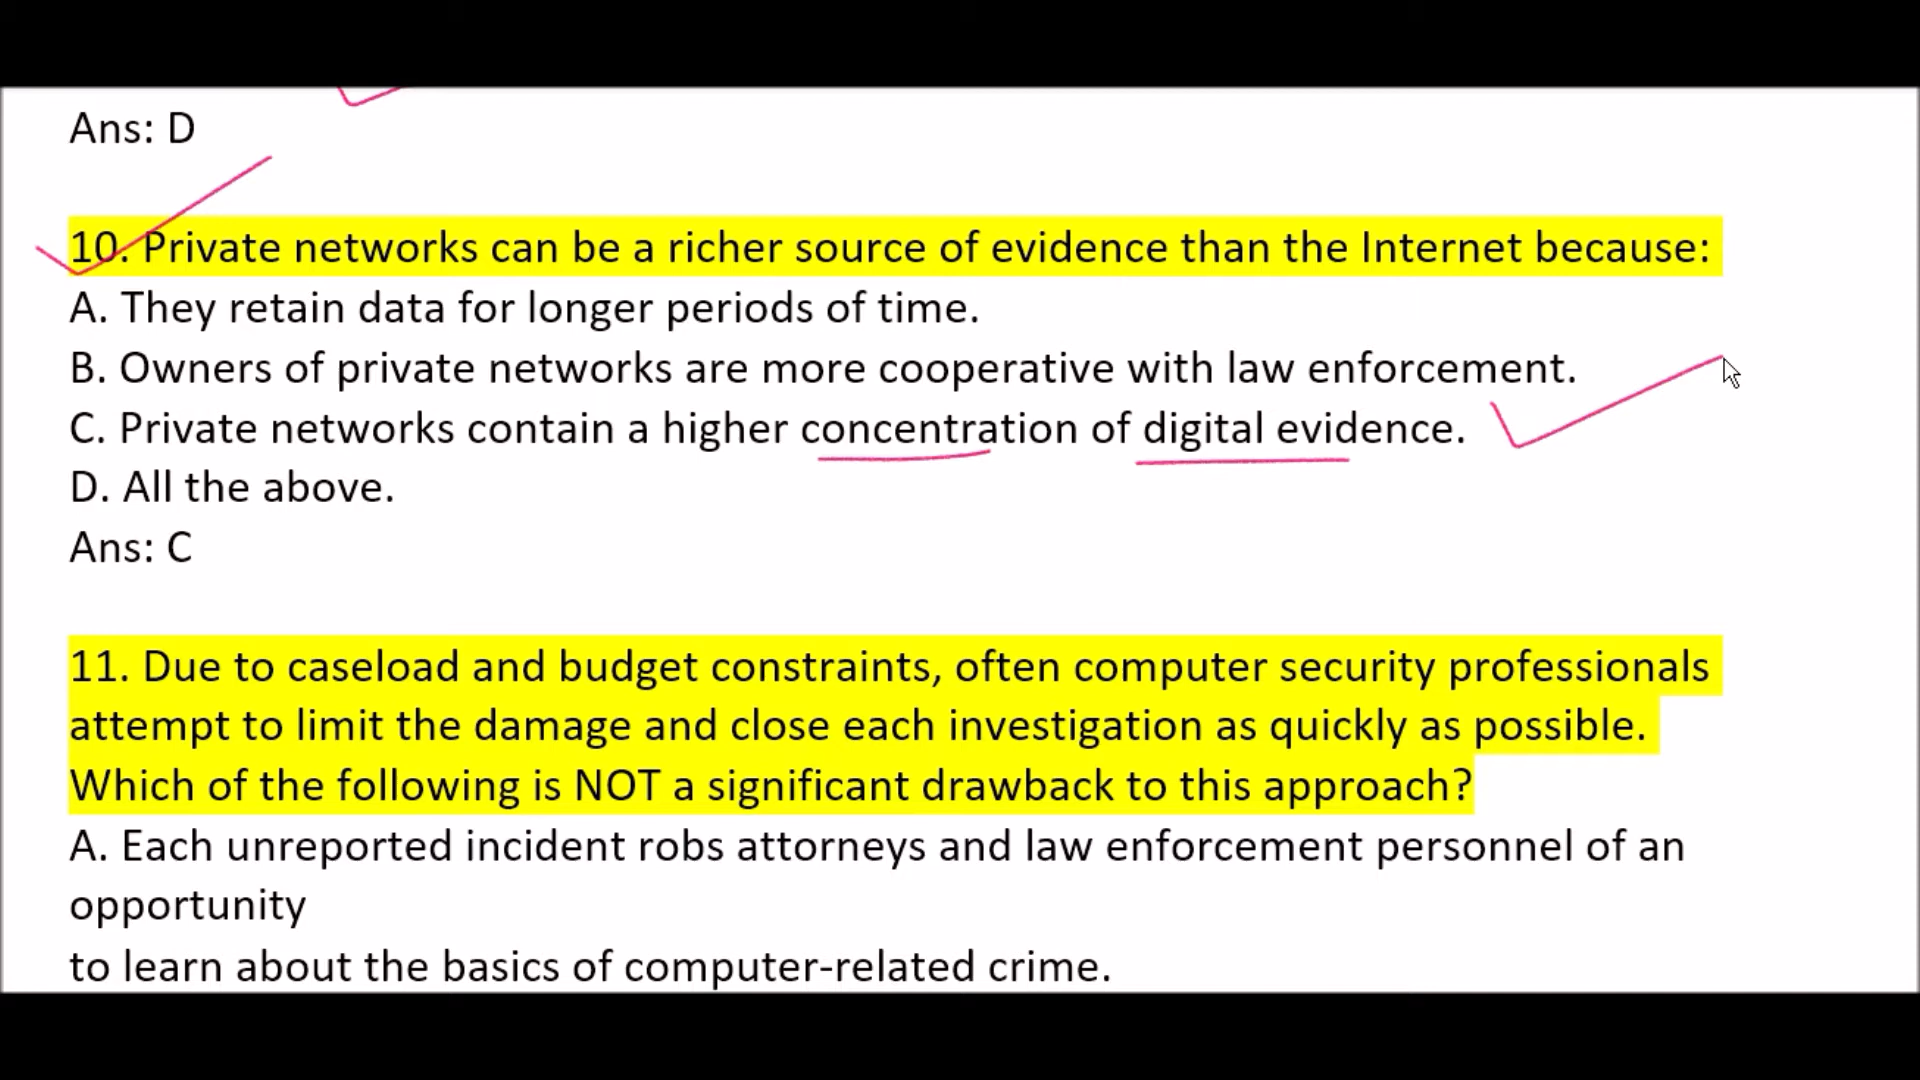 Ans: D
10. Private networks can be a richer source of evidence than the Internet because:
A. They retain data for longer periods of time.
B. Owners of private networks are more cooperative with law enforcement.
C. Private networks contain a higher concentration of digital evidence.
D. All the above.
Ans: C
11. Due to caseload and budget constraints, often computer security professionals
attempt to limit the damage and close each investigation as quickly as possible.
Which of the following is NOT a significant drawback to this approach?
A. Each unreported incident robs attorneys and law enforcement personnel of an
opportunity
to learn about the basics of computer-related crime.